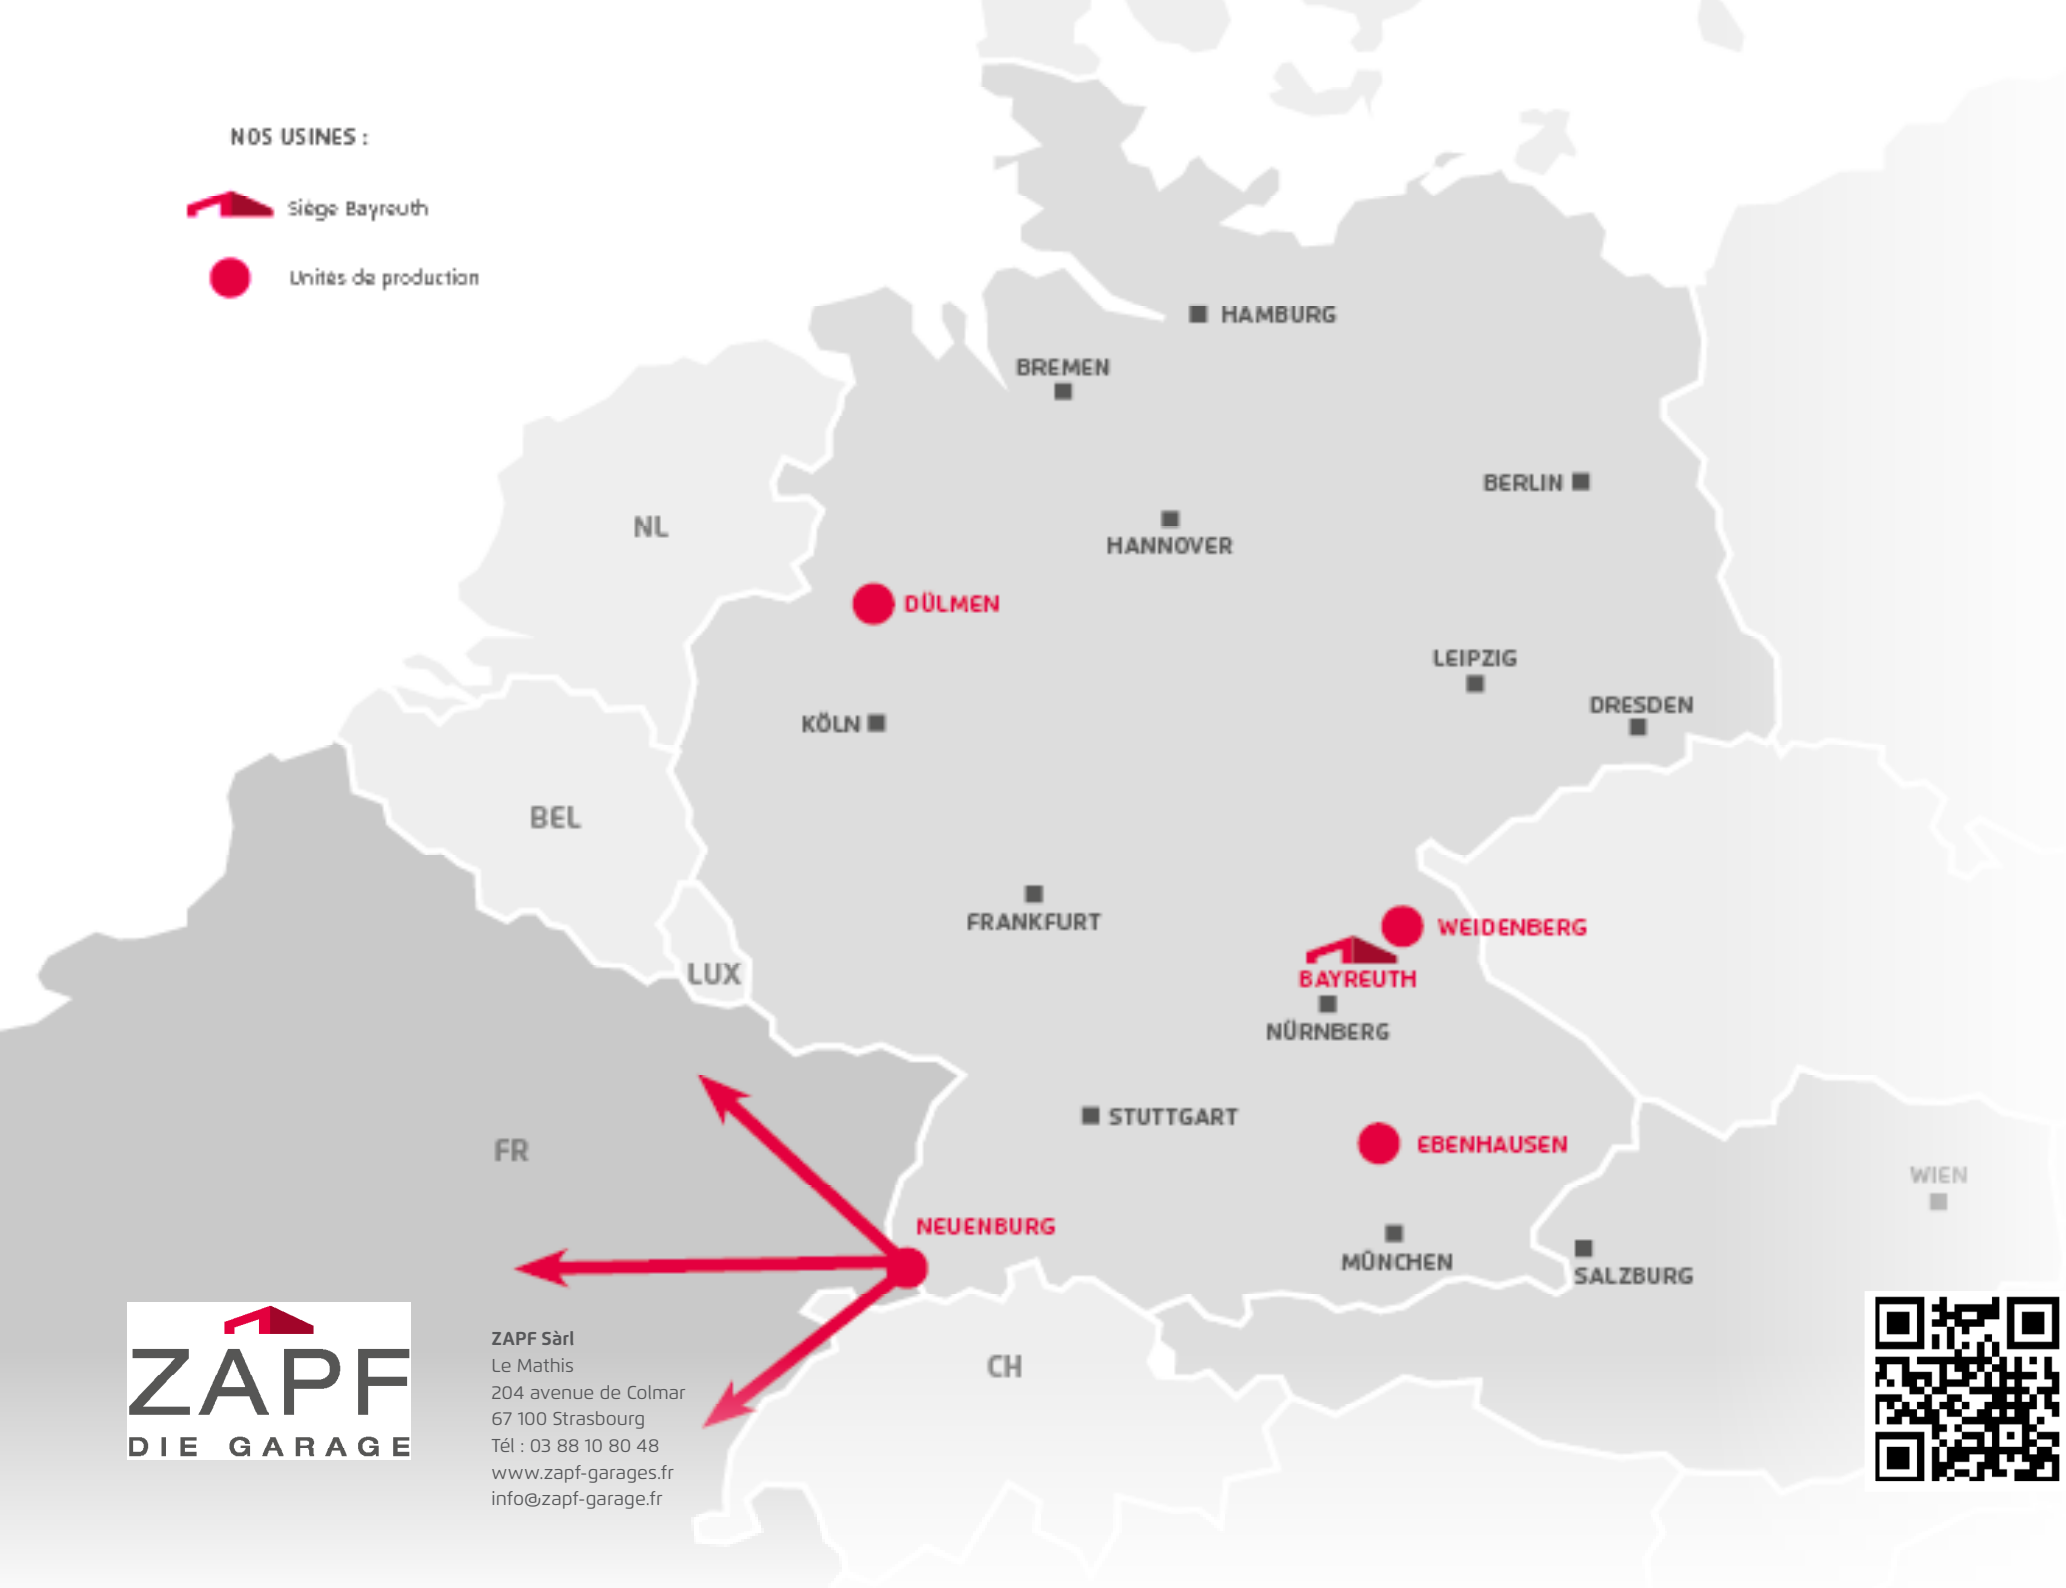 NOS USINES :
Siège Bayreuth
Unités de production
HAMBURG
BREMEN
BERLIN
NL
HANNOVER
DÜLMEN
LEIPZIG
DRESDEN
KÖLN
BEL
FRANKFURT
WEIDENBERG
LUX
BAYREUTH
NÜRNBERG
STUTTGART
FR
EBENHAUSEN
WIEN
NEUENBURG
MÜNCHEN
SALZBURG
CH
ZAPF
DIE GARAGE
ZAPF Sàrl
Le Mathis
204 avenue de Colmar
67 100 Strasbourg
Tél : 03 88 10 80 48
www.zapf-garages.fr
info@zapf-garage.fr